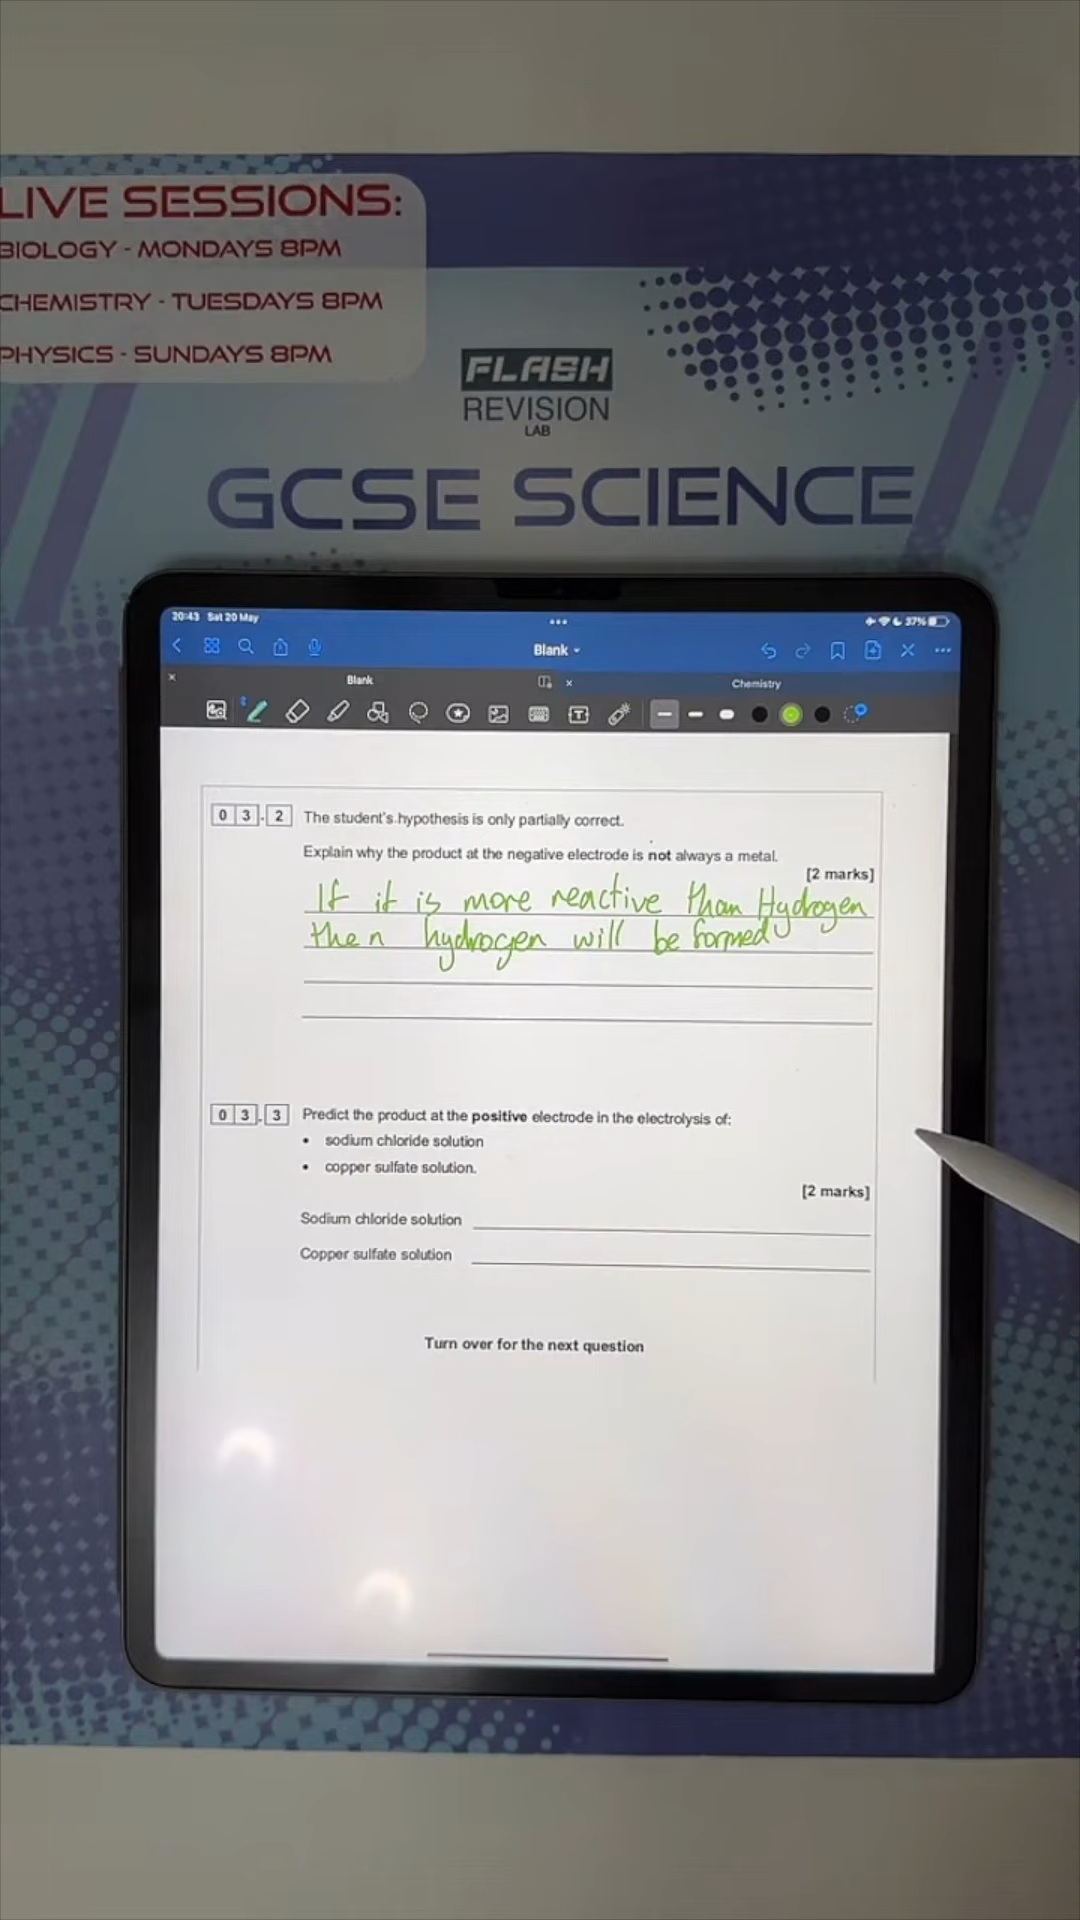 LIVE SESSIONS:
BIOLOGY - MONDAYS 8PM
CHEMISTRY - TUESDAYS 8PM
PHYSICS - SUNDAYS 8PM
FLASH
REVISION
LAB
GCSE SCIENCE
20:43 Sat 20 May
37%
Blank
Blank
Chemistry
0 3 . 2 The student's hypothesis is only partially correct.
Explain why the product at the negative electrode is not always a metal.
[2 marks]
If it is more reactive than Hydrogen
then hydrogen will be formed
0 3 . 3 Predict the product at the positive electrode in the electrolysis of:
• sodium chloride solution
• copper sulfate solution.
[2 marks]
Sodium chloride solution
Copper sulfate solution
Turn over for the next question